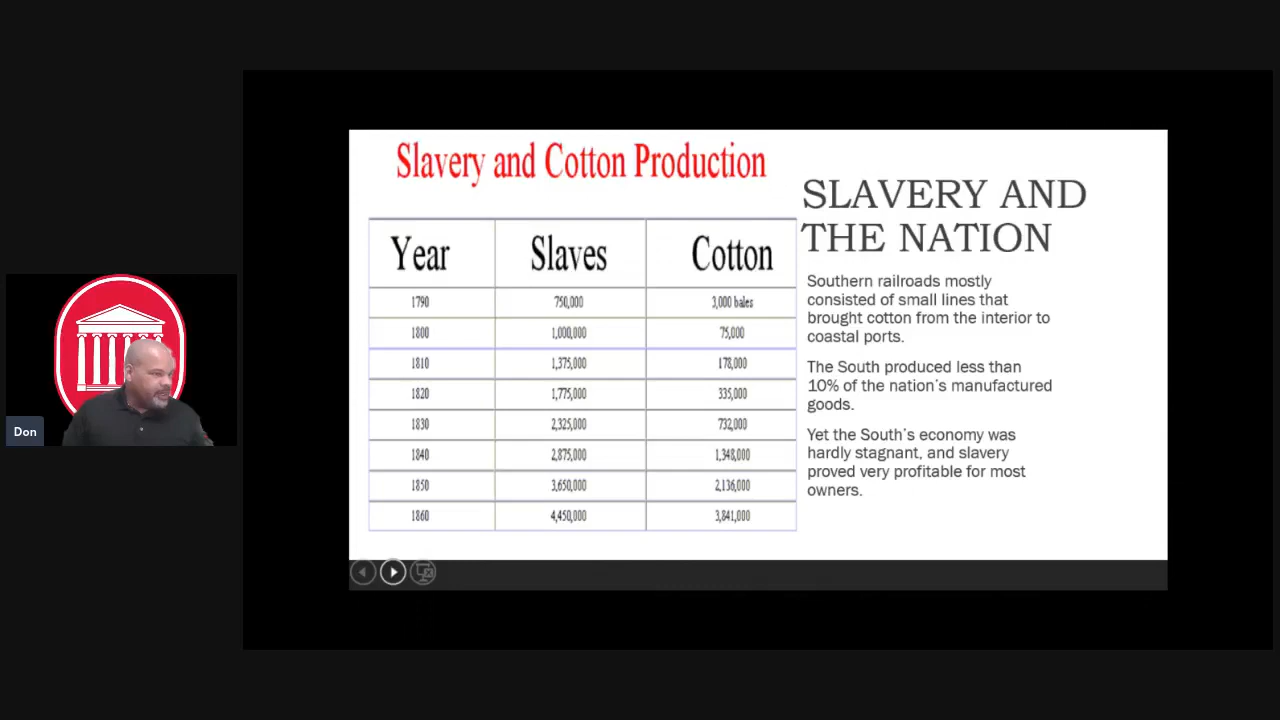 Slavery and Cotton Production
Year Slaves Cotton
1790 750,000 3,000 bales
1800 1,000,000 75,000
1810 1,375,000 178,000
1820 1,775,000 335,000
1830 2,325,000 732,000
1840 2,875,000 1,348,000
1850 3,650,000 2,136,000
1860 4,450,000 3,841,000
SLAVERY AND
THE NATION
Southern railroads mostly
consisted of small lines that
brought cotton from the interior to
coastal ports.
The South produced less than
10% of the nation’s manufactured
goods.
Yet the South’s economy was
hardly stagnant, and slavery
proved very profitable for most
owners.
Don